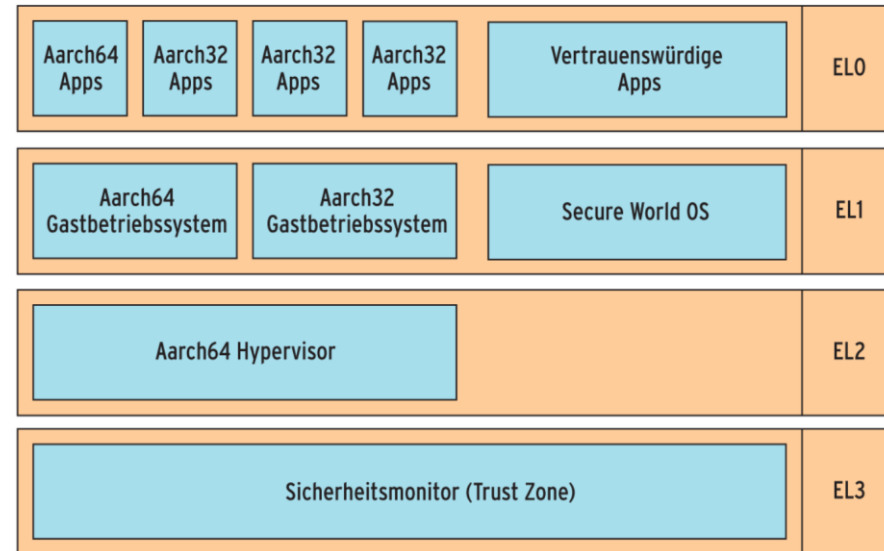 Aarch64
Apps
Aarch32
Apps
Aarch32
Apps
Aarch32
Apps
Vertrauenswürdige
Apps
EL0
Aarch64
Gastbetriebssystem
Aarch32
Gastbetriebssystem
Secure World OS
EL1
Aarch64 Hypervisor
EL2
Sicherheitsmonitor (Trust Zone)
EL3